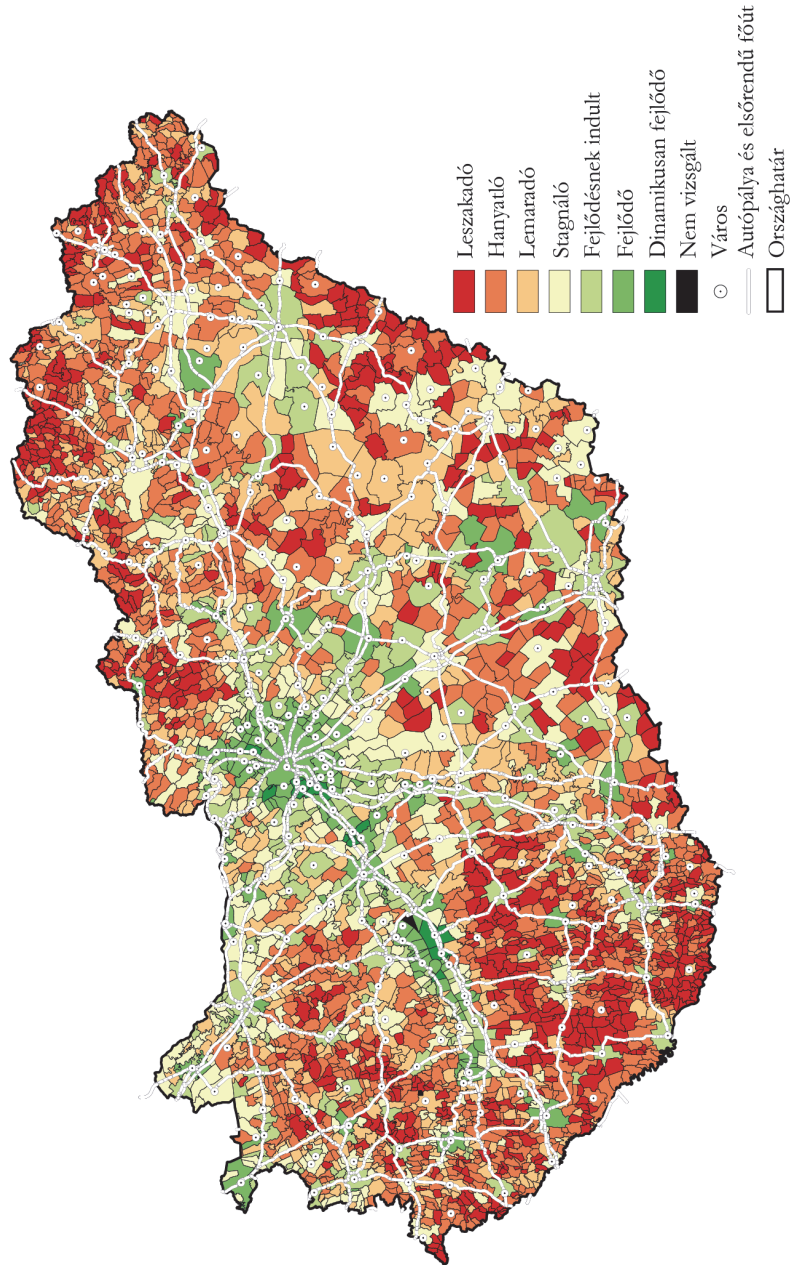 Leszakadó
Hanyatló
Lemaradó
Stagnáló
Fejlődésnek indult
Fejlődő
Dinamikusan fejlődő
Nem vizsgált
Város
Autópálya és elsőrendű főút
Országhatár